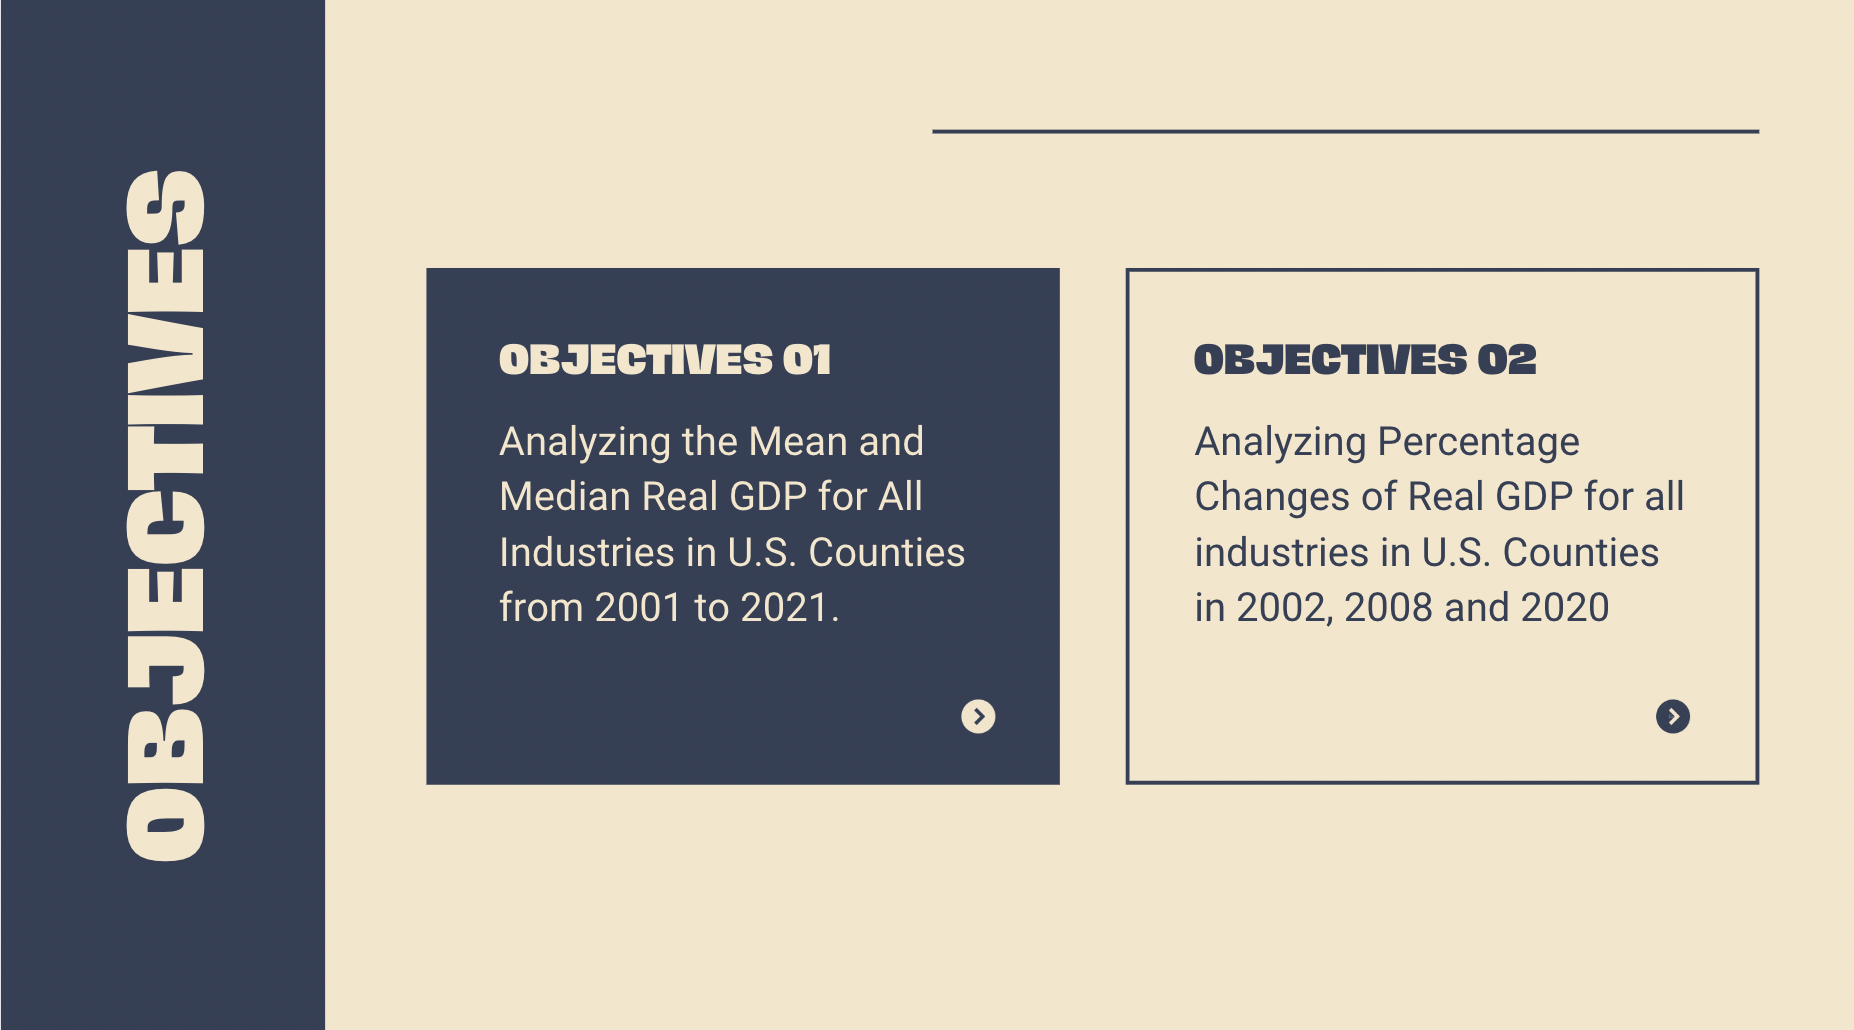 OBJECTIVES
OBJECTIVES 01
Analyzing the Mean and
Median Real GDP for All
Industries in U.S. Counties
from 2001 to 2021.
OBJECTIVES 02
Analyzing Percentage
Changes of Real GDP for all
industries in U.S. Counties
in 2002, 2008 and 2020